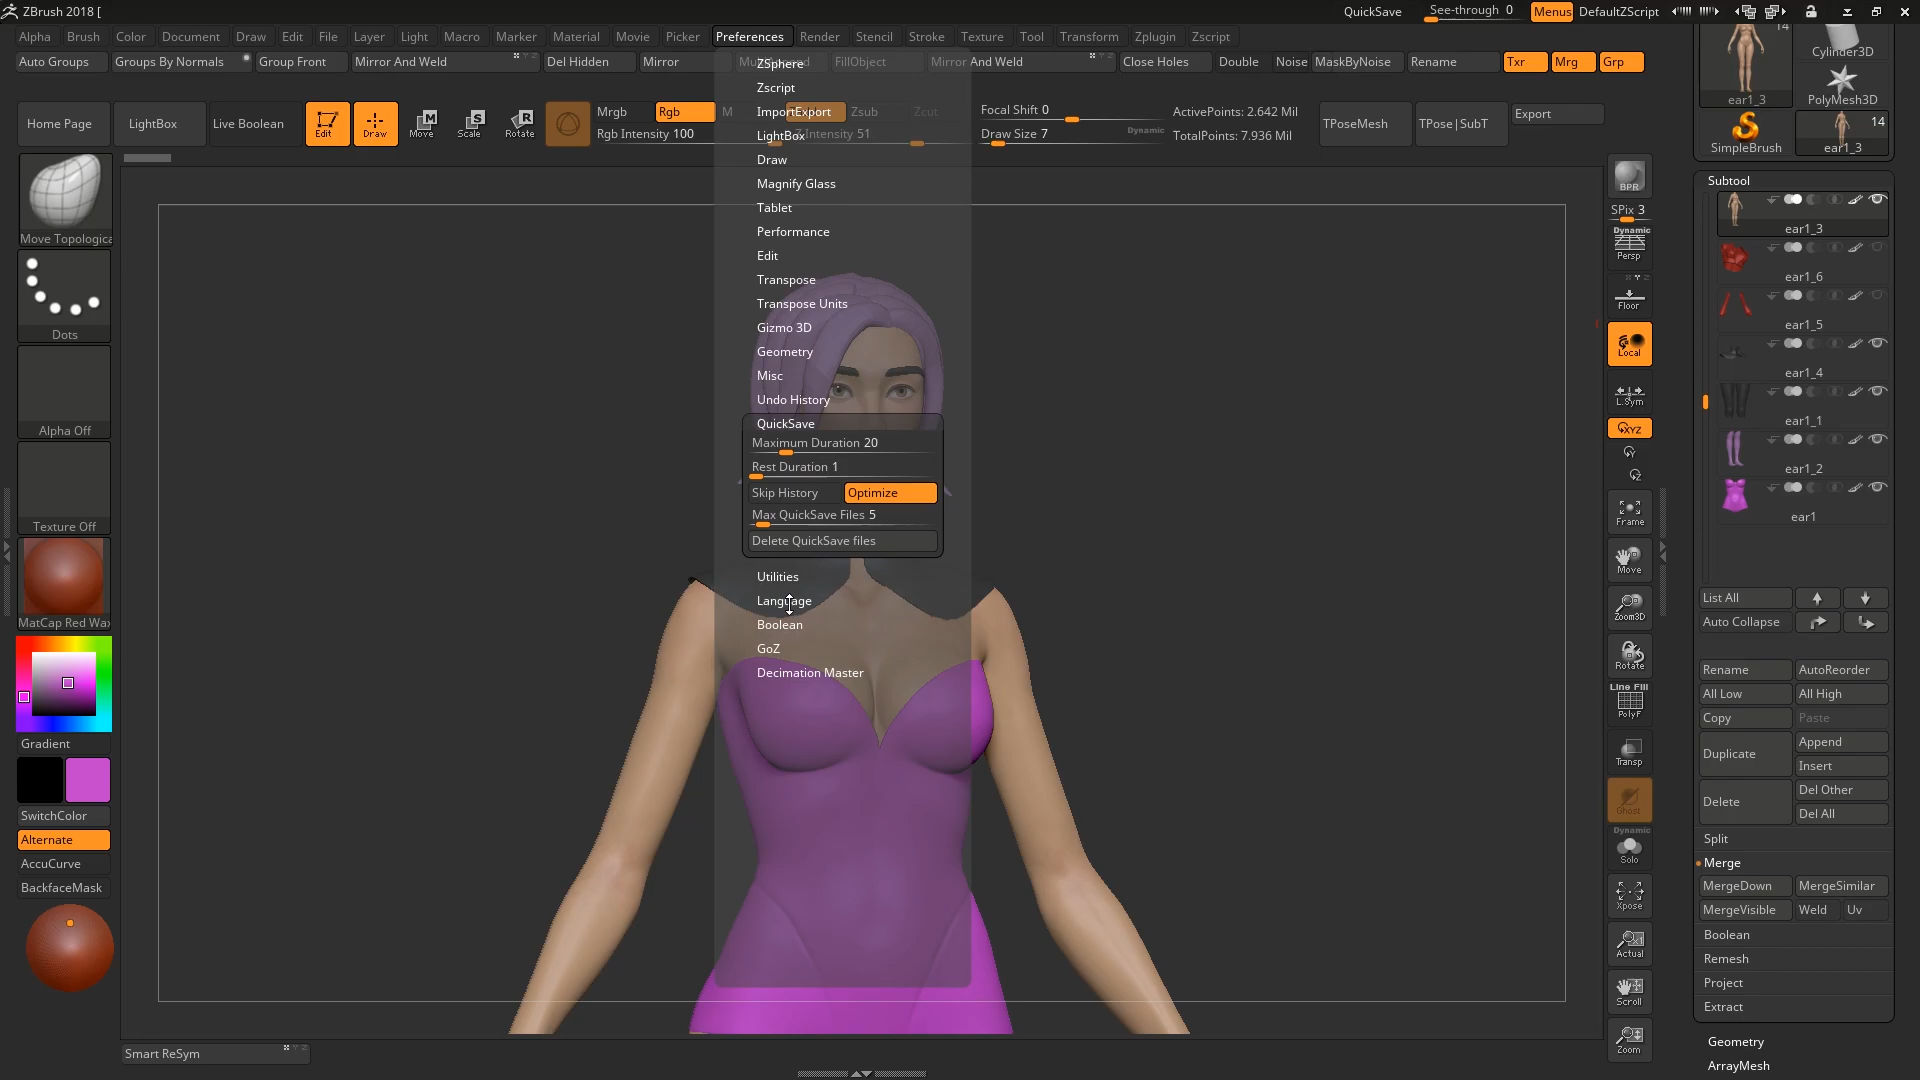 ZBrush 2018 [
QuickSave
See-through 0
Menus
DefaultZScript
Alpha Brush Color Document Draw Edit File Layer Light Macro Marker Material Movie Picker Preferences Render Stencil Stroke Texture Tool Transform Zplugin Zscript
Auto Groups
Groups By Normals
Group Front
Mirror And Weld
Del Hidden
Mirror
FillObject
Mirror And Weld
Close Holes
Double
Noise
MaskByNoise
Rename
Txr
Mrg
Grp
Home Page
LightBox
Live Boolean
Edit
Draw
Move
Scale
Rotate
Mrgb
Rgb
M
Zsub
Zcut
Rgb Intensity 100
Z Intensity 51
Focal Shift 0
Draw Size 7
Dynamic
ActivePoints: 2.642 Mil
TotalPoints: 7.936 Mil
TPoseMesh
TPose|SubT
Export
ZSphere
Zscript
ImportExport
LightBox
Draw
Magnify Glass
Tablet
Performance
Edit
Transpose
Transpose Units
Gizmo 3D
Geometry
Misc
Undo History
QuickSave
Maximum Duration 20
Rest Duration 1
Skip History
Optimize
Max QuickSave Files 5
Delete QuickSave files
Utilities
Language
Boolean
GoZ
Decimation Master
Move Topologica
Dots
Alpha Off
Texture Off
MatCap Red Wax
Gradient
SwitchColor
Alternate
AccuCurve
BackfaceMask
Smart ReSym
BPR
SPix 3
Dynamic
Persp
Floor
Local
L.Sym
XYZ
Frame
Move
Zoom3D
Rotate
Line Fill
PolyF
Transp
Ghost
Dynamic
Solo
Xpose
Actual
Scroll
Zoom
14
ear1_3
Cylinder3D
PolyMesh3D
SimpleBrush
14
ear1_3
Subtool
ear1_3
ear1_6
ear1_5
ear1_4
ear1_1
ear1_2
ear1
List All
Auto Collapse
Rename
AutoReorder
All Low
All High
Copy
Paste
Duplicate
Append
Insert
Delete
Del Other
Del All
Split
Merge
MergeDown
MergeSimilar
MergeVisible
Weld
Uv
Boolean
Remesh
Project
Extract
Geometry
ArrayMesh